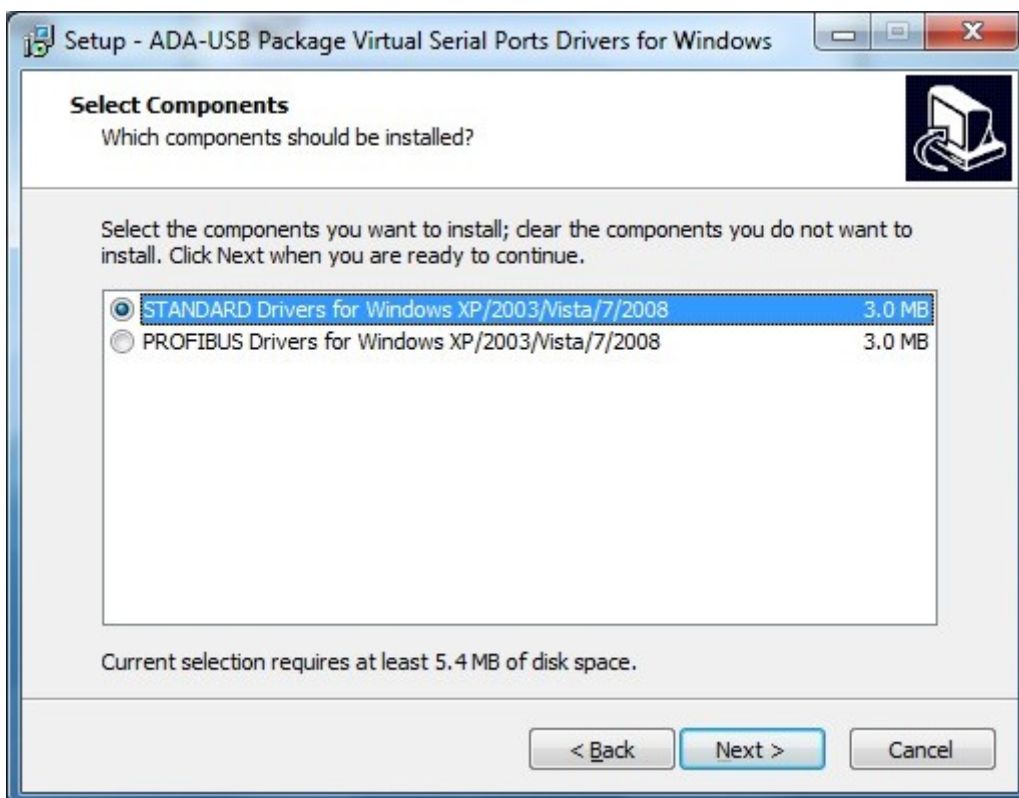 Setup - ADA-USB Package Virtual Serial Ports Drivers for Windows
Select Components
Which components should be installed?
Select the components you want to install; clear the components you do not want to
install. Click Next when you are ready to continue.
STANDARD Drivers for Windows XP/2003/Vista/7/2008 3.0 MB
PROFIBUS Drivers for Windows XP/2003/Vista/7/2008 3.0 MB
Current selection requires at least 5.4 MB of disk space.
< Back Next > Cancel